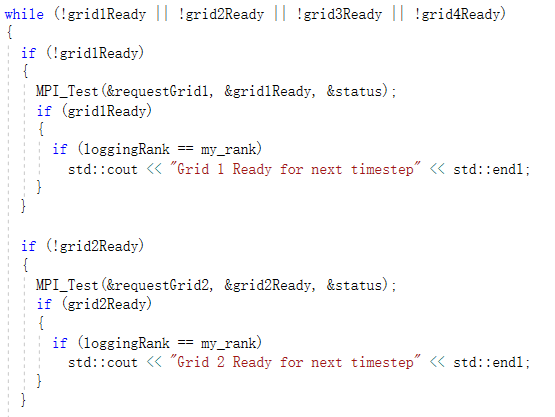 while (!grid1Ready || !grid2Ready || !grid3Ready || !grid4Ready)
{
if (!grid1Ready)
{
MPI_Test(&requestGrid1, &grid1Ready, &status);
if (grid1Ready)
{
if (loggingRank == my_rank)
std::cout << "Grid 1 Ready for next timestep" << std::endl;
}
}
if (!grid2Ready)
{
MPI_Test(&requestGrid2, &grid2Ready, &status);
if (grid2Ready)
{
if (loggingRank == my_rank)
std::cout << "Grid 2 Ready for next timestep" << std::endl;
}
}